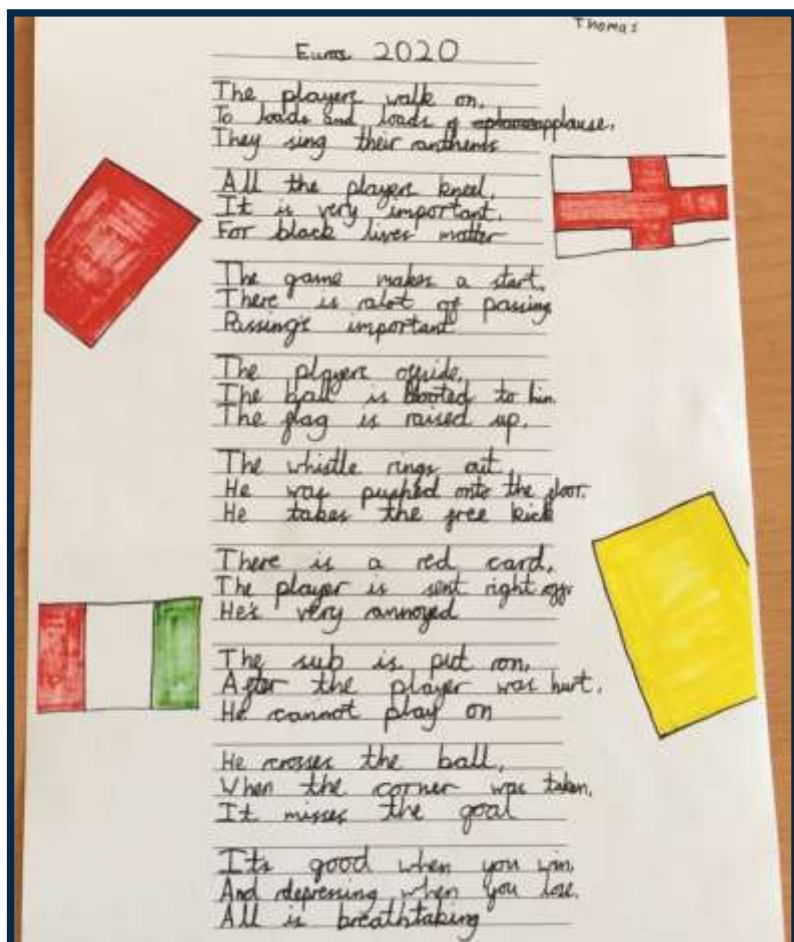 Thomas
Euros 2020
The players walk on,
To loads and loads of applause.
They sing their anthems
All the players kneel,
It is very important,
For black lives matter
The game makes a start,
There is alot of passing
Passing's important
The players offside,
The ball is booted to him.
The flag is raised up.
The whistle rings out
He was pushed onto the floor.
He takes the free kick
There is a red card,
The player is sent right off.
He's very annoyed
The sub is put on,
After the player was hurt.
He cannot play on
He crosses the ball,
When the corner was taken.
It misses the goal
It's good when you win
And depressing when you lose.
All is breathtaking